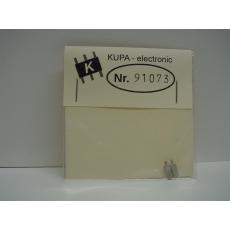 KUPA - electronic
K
Nr. 91073